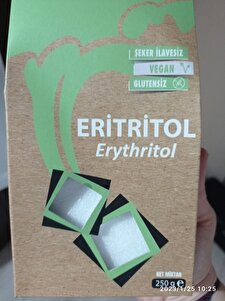 ŞEKER İLAVESİZ
VEGAN
GLUTENSİZ
ERİTRİTOL
Erythritol
NET MİKTAR
250 g
2023/1/25 10:25